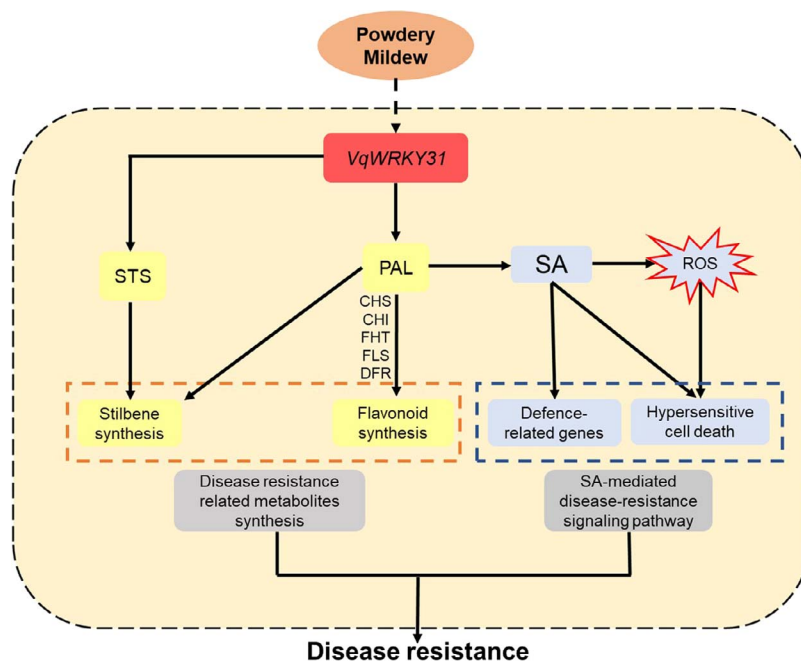 Powdery
Mildew
VqWRKY31
STS
PAL
SA
ROS
CHS
CHI
FHT
FLS
DFR
Stilbene
synthesis
Flavonoid
synthesis
Defence-
related genes
Hypersensitive
cell death
Disease resistance
related metabolites
synthesis
SA-mediated
disease-resistance
signaling pathway
Disease resistance